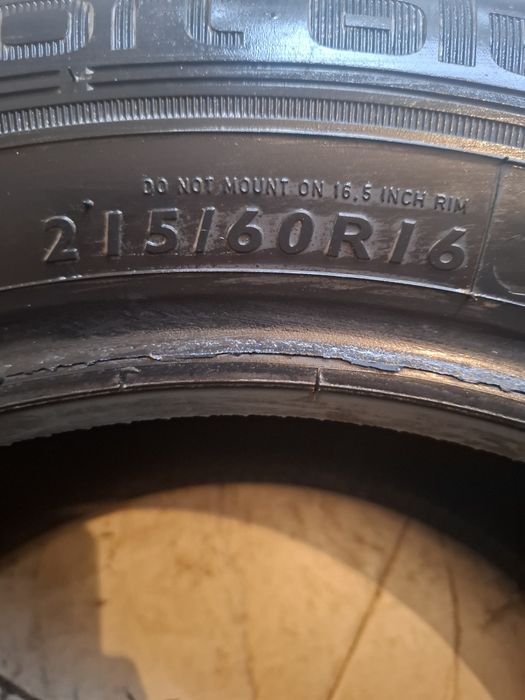 DO NOT MOUNT ON 16.5 INCH RIM
215/60R16